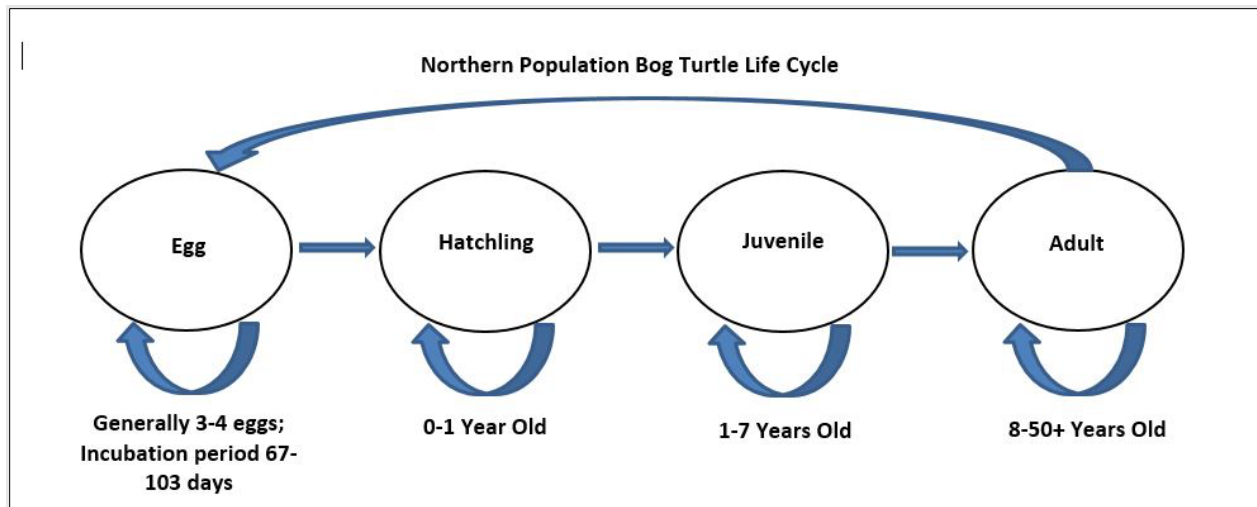 Northern Population Bog Turtle Life Cycle
Egg
Hatchling
Juvenile
Adult
Generally 3-4 eggs;
Incubation period 67-
103 days
0-1 Year Old
1-7 Years Old
8-50+ Years Old